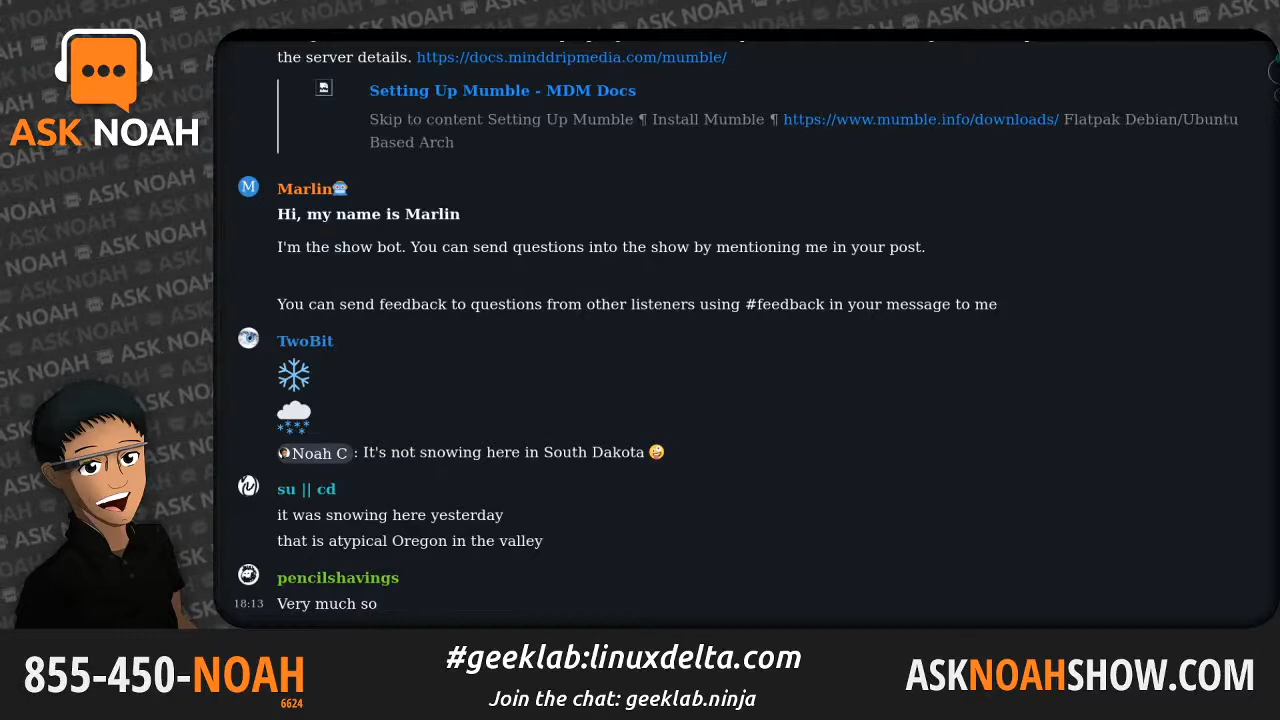 ASK NOAH
the server details. https://docs.minddripmedia.com/mumble/
Setting Up Mumble - MDM Docs
Skip to content Setting Up Mumble ¶ Install Mumble ¶ https://www.mumble.info/downloads/ Flatpak Debian/Ubuntu
Based Arch
M
Marlin
Hi, my name is Marlin
I'm the show bot. You can send questions into the show by mentioning me in your post.
You can send feedback to questions from other listeners using #feedback in your message to me
TwoBit
Noah C : It's not snowing here in South Dakota
su || cd
it was snowing here yesterday
that is atypical Oregon in the valley
pencilshavings
18:13 Very much so
855-450-NOAH
6624
#geeklab:linuxdelta.com
Join the chat: geeklab.ninja
ASKNOAHSHOW.COM